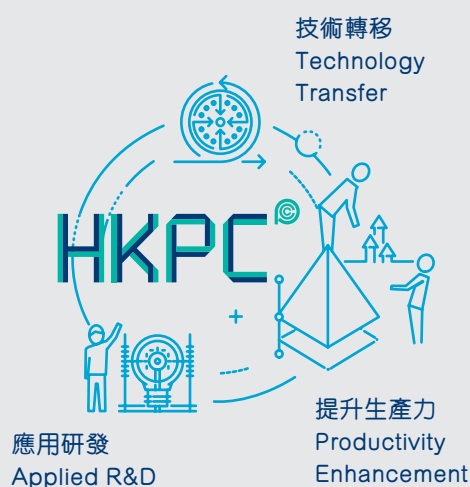 技術轉移
Technology
Transfer
HKPC
應用研發
Applied R&D
提升生產力
Productivity
Enhancement